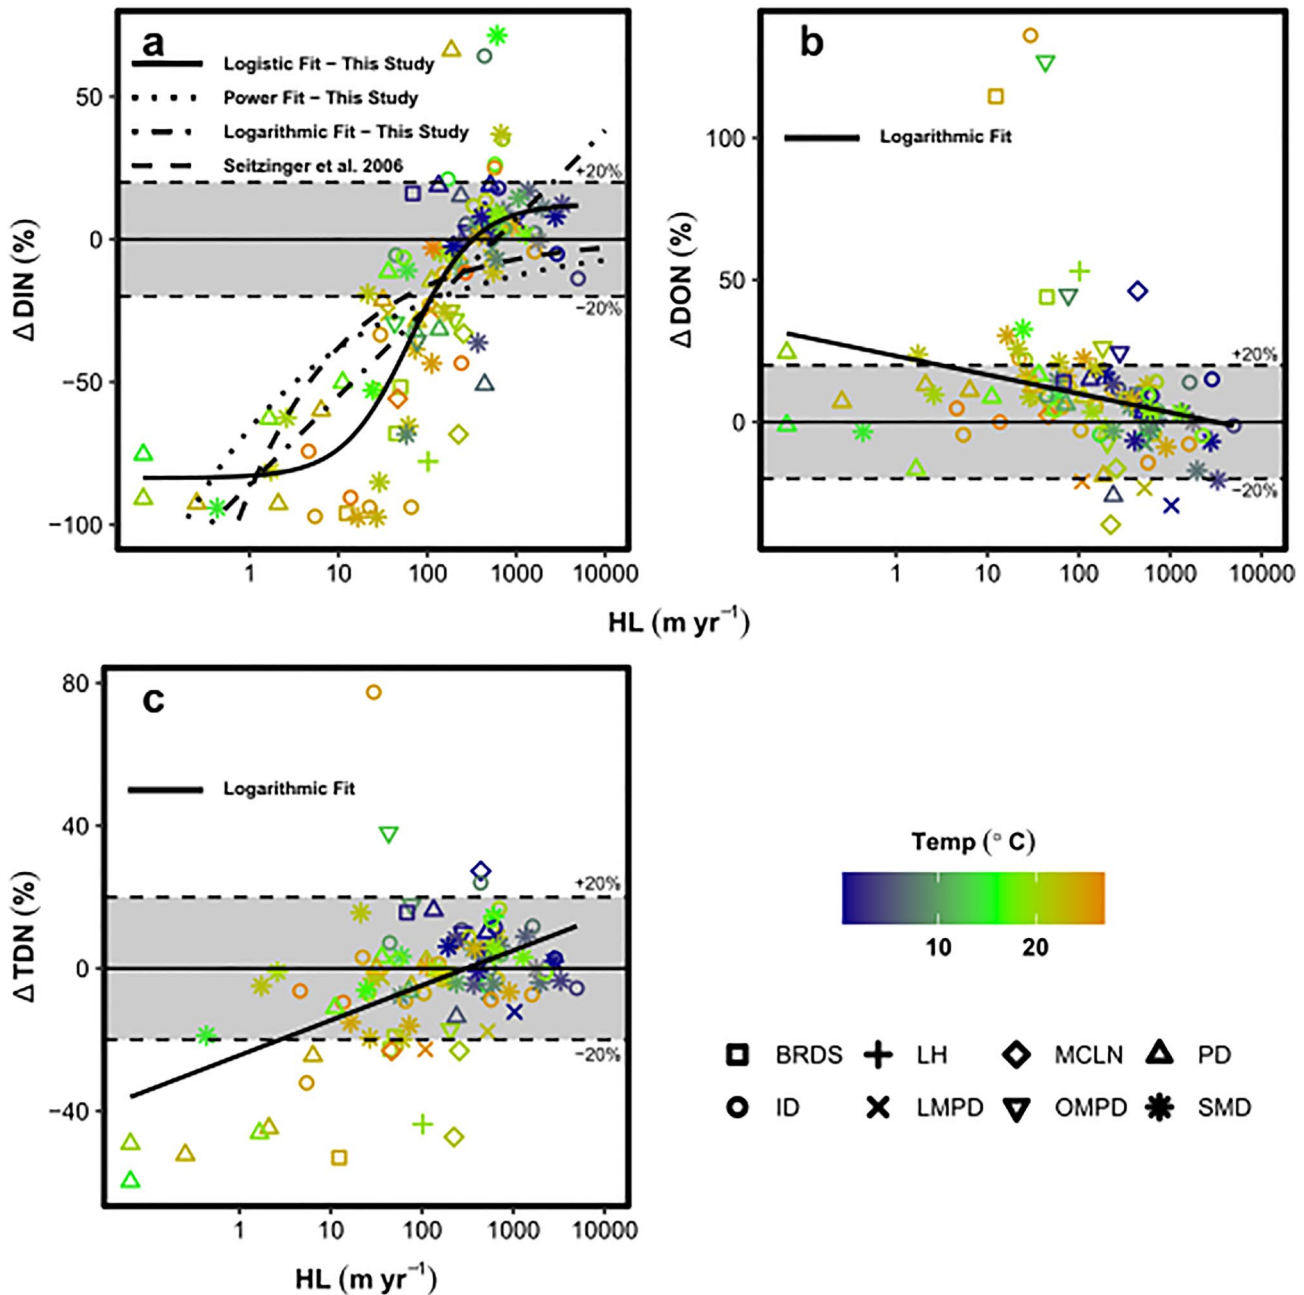 a
Logistic Fit – This Study
Power Fit – This Study
Logarithmic Fit – This Study
Seitzinger et al. 2006
+20%
−20%
50
0
−50
−100
Δ DIN (%)
1 10 100 1000 10000
b
Logarithmic Fit
+20%
−20%
100
50
0
Δ DON (%)
1 10 100 1000 10000
HL (m yr⁻¹)
c
Logarithmic Fit
+20%
−20%
80
40
0
−40
Δ TDN (%)
1 10 100 1000 10000
HL (m yr⁻¹)
Temp (° C)
10 20
BRDS LH MCLN PD
ID LMPD OMPD SMD